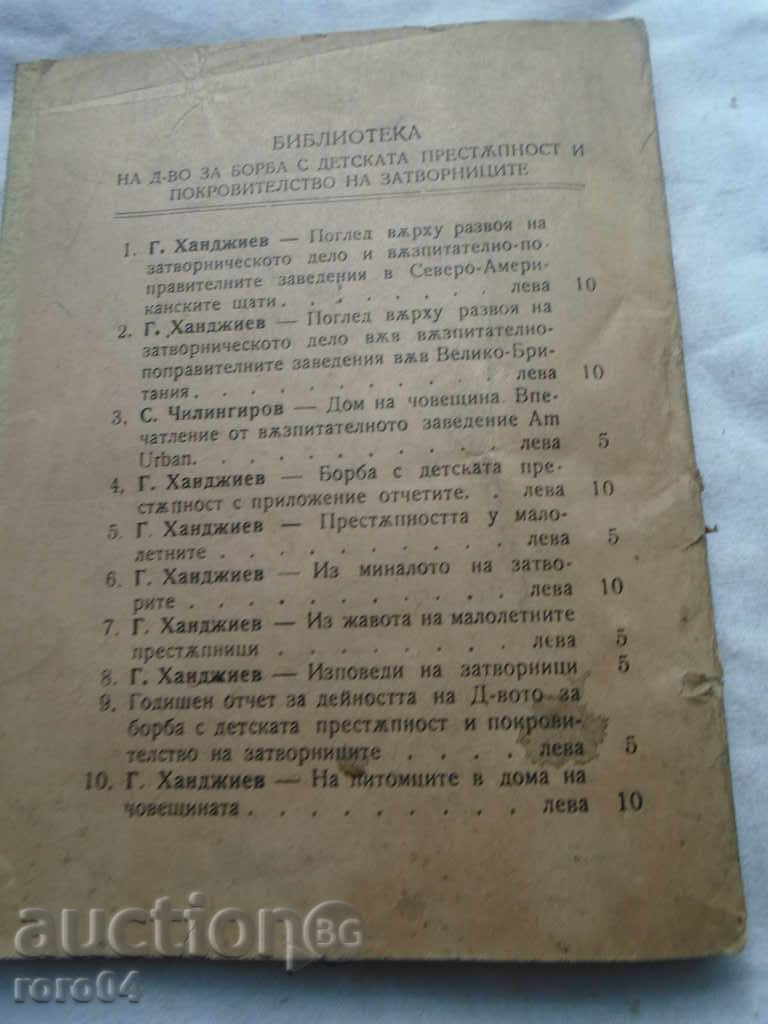 БИБЛИОТЕКА
НА Д-ВО ЗА БОРБА С ДЕТСКАТА ПРЕСТѪПНОСТ И
ПОКРОВИТЕЛСТВО НА ЗАТВОРНИЦИТЕ
1. Г. Ханджиев — Поглед вѫрху развоя на
затворническото дело и вѫзпитателно-по-
правителните заведения в Северо-Амери-
канските щати. . . . . . . . лева 10
2. Г. Ханджиев — Поглед вѫрху развоя на
затворническото дело вѫв вѫзпитателно-
поправителните заведения вѫв Велико-Бри-
тания. . . . . . . . . . . лева 10
3. С. Чилингиров — Дом на човещина. Впе-
чатление от вѫзпитателното заведение Am
Urban. . . . . . . . . . . лева 5
4. Г. Ханджиев — Борба с детската пре-
стѫпност с приложение отчетите. . лева 10
5. Г. Ханджиев — Престѫпността у мало-
летните . . . . . . . . . . лева 5
6. Г. Ханджиев — Из миналото на затво-
рите . . . . . . . . . . . лева 10
7. Г. Ханджиев — Из жавота на малолетните
престѫпници . . . . . . . . лева 5
8. Г. Ханджиев — Изповеди на затворници 5
9. Годишен отчет за дейността на Д-вото за
борба с детската престѫпност и покрови-
телство на затворниците . . . . лева 5
10. Г. Ханджиев — На питомците в дома на
човещината . . . . . . . . . лева 10
auctionBG
roro04